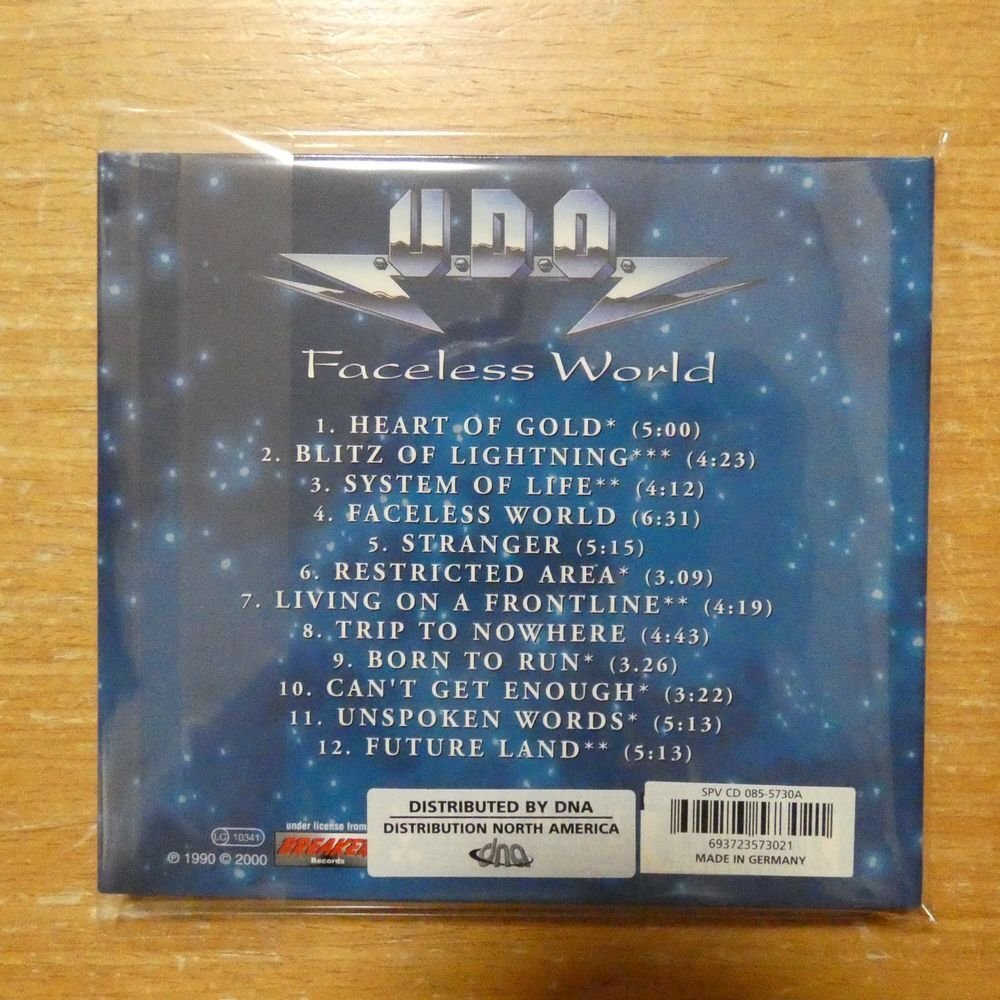 .U.D.O.
Faceless World
1. HEART OF GOLD* (5:00)
2. BLITZ OF LIGHTNING*** (4:23)
3. SYSTEM OF LIFE** (4:12)
4. FACELESS WORLD (6:31)
5. STRANGER (5:15)
6. RESTRICTED AREA* (3.09)
7. LIVING ON A FRONTLINE** (4:19)
8. TRIP TO NOWHERE (4:43)
9. BORN TO RUN* (3.26)
10. CAN'T GET ENOUGH* (3:22)
11. UNSPOKEN WORDS* (5:13)
12. FUTURE LAND** (5:13)
LC 10341
℗ 1990 © 2000
under license from
BREAKER
Records
DISTRIBUTED BY DNA
DISTRIBUTION NORTH AMERICA
dna
SPV CD 085-5730A
693723573021
MADE IN GERMANY